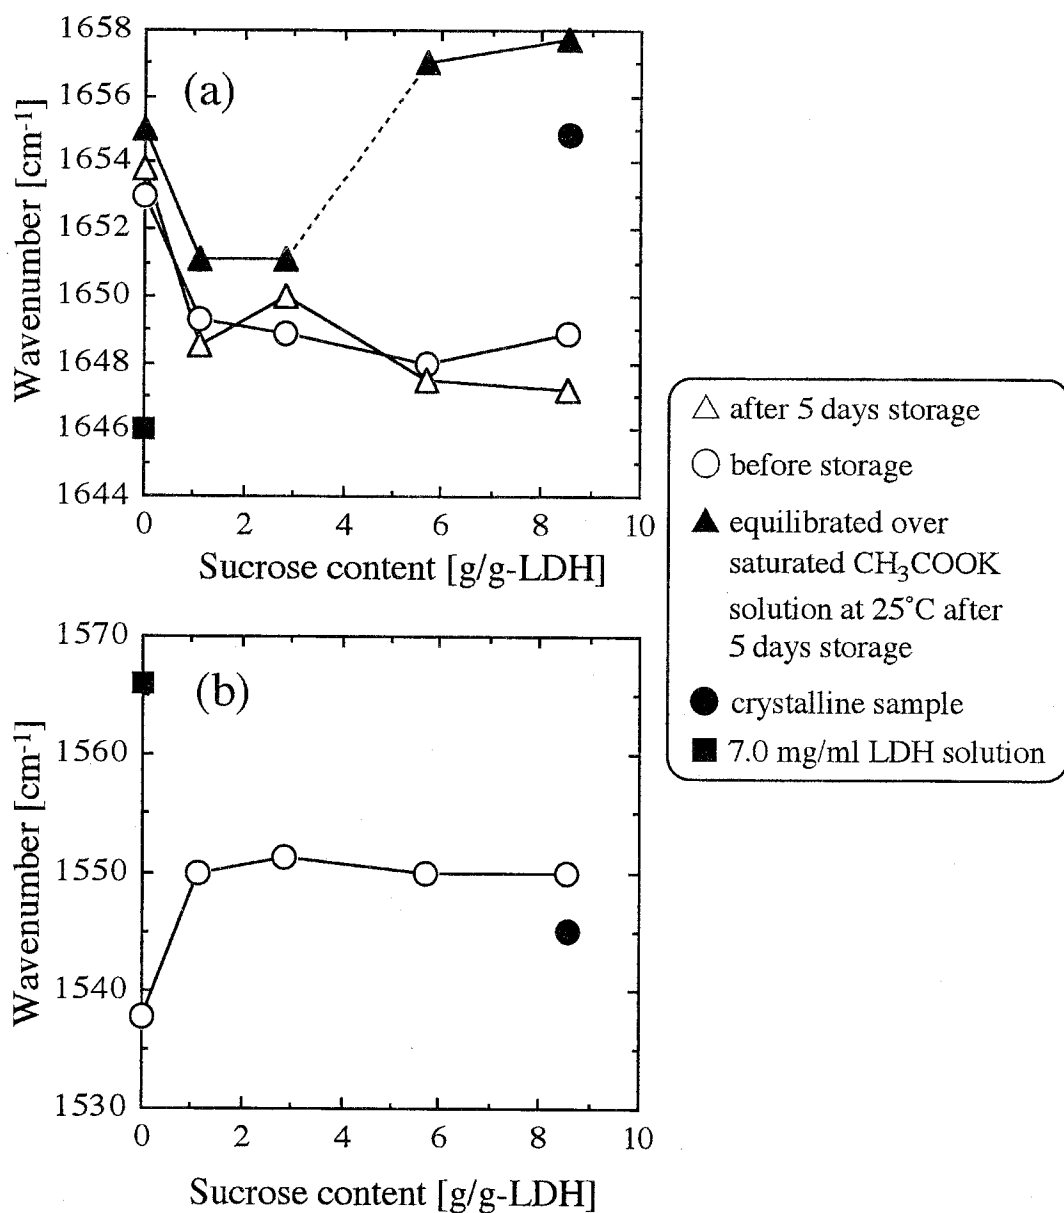 1658
1656
1654
1651
1650
1648
1646
1644
Wavenumber [cm⁻¹]
(a)
0 2 4 6 8 10
Sucrose content [g/g-LDH]
△ after 5 days storage
○ before storage
▲ equilibrated over
saturated CH₃COOK
solution at 25˚C after
5 days storage
● crystalline sample
■ 7.0 mg/ml LDH solution
1570
1560
1550
1540
1530
Wavenumber [cm⁻¹]
(b)
0 2 4 6 8 10
Sucrose content [g/g-LDH]